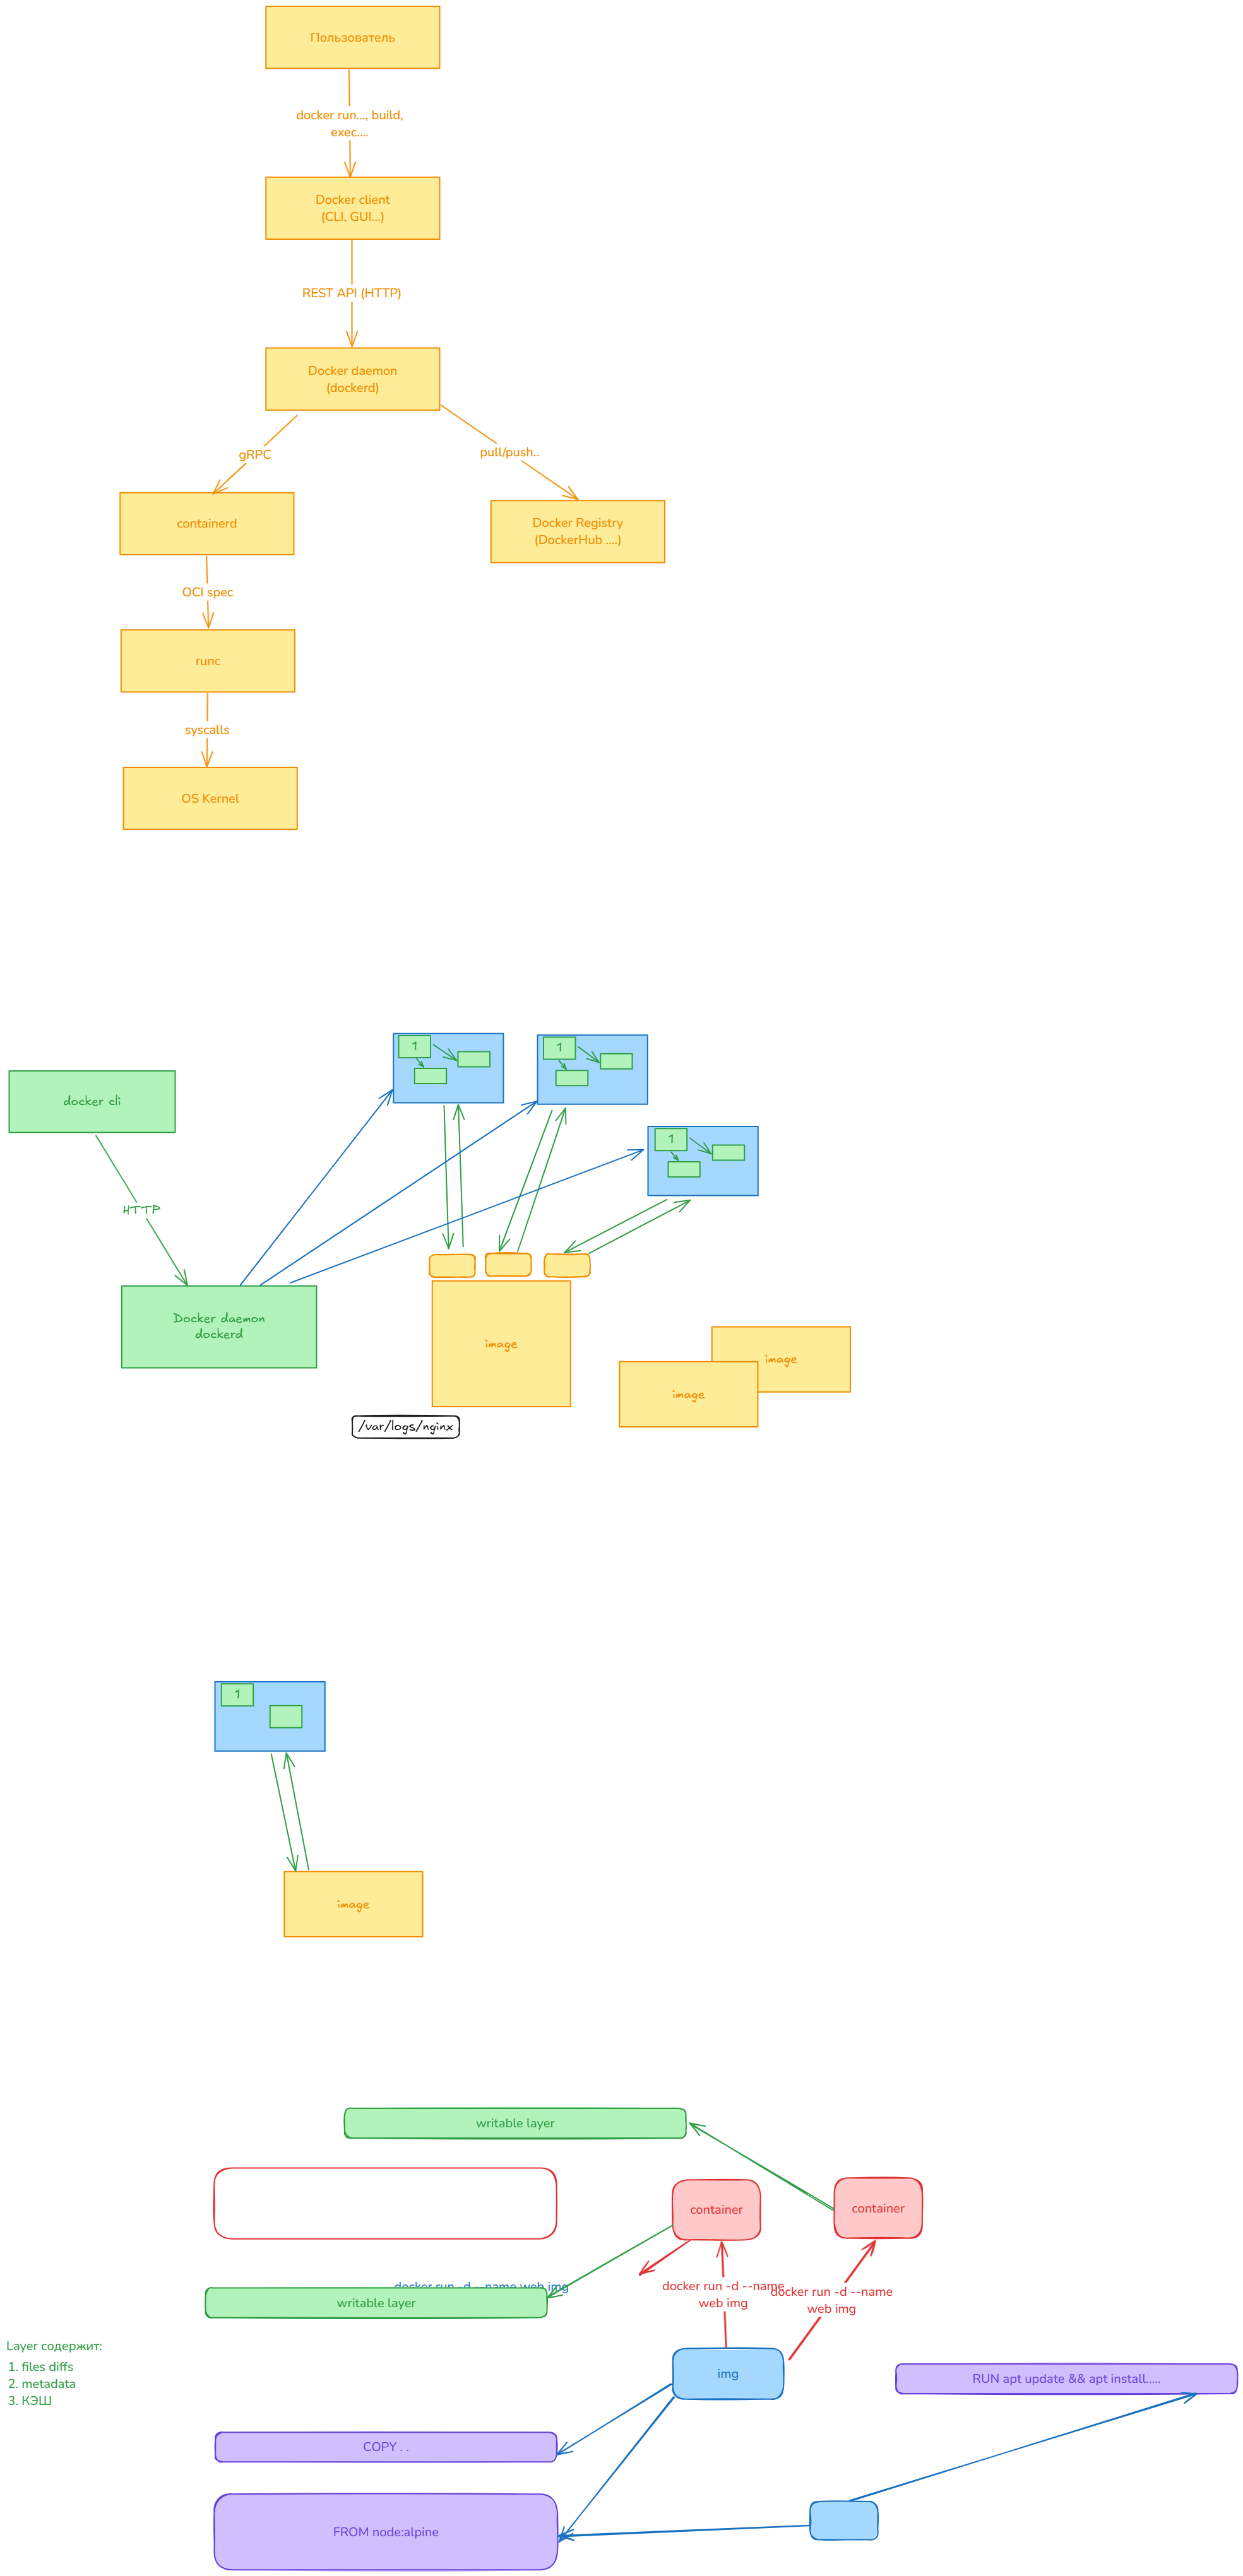 Пользователь
docker run..., build,
exec....
Docker client
(CLI, GUI...)
REST API (HTTP)
Docker daemon
(dockerd)
gRPC
pull/push..
containerd
Docker Registry
(DockerHub ....)
OCI spec
runc
syscalls
OS Kernel
1
1
docker cli
1
HTTP
Docker daemon
dockerd
image
image
image
/var/logs/nginx
1
image
writable layer
container
container
docker run -d --name web img
docker run -d --name
web img
docker run -d --name
web img
writable layer
Layer содержит:
1. files diffs
2. metadata
3. КЭШ
img
RUN apt update && apt install.....
COPY . .
FROM node:alpine